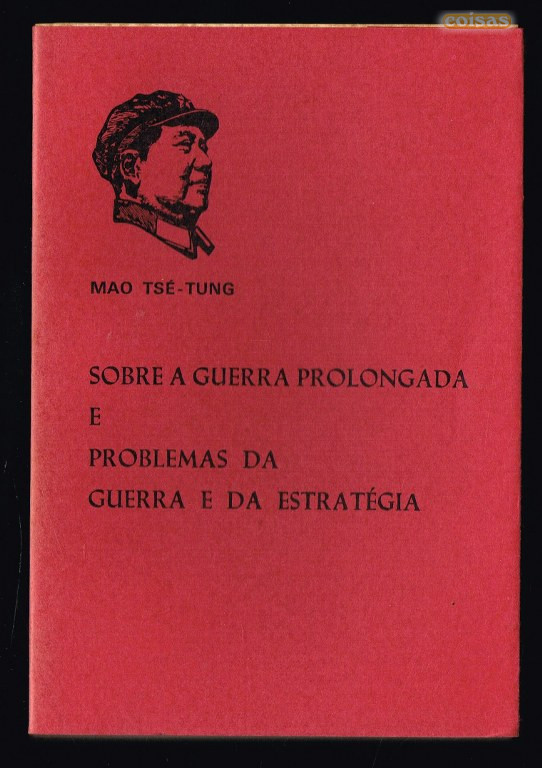 coisas
MAO TSÉ-TUNG
SOBRE A GUERRA PROLONGADA
E
PROBLEMAS DA
GUERRA E DA ESTRATÉGIA